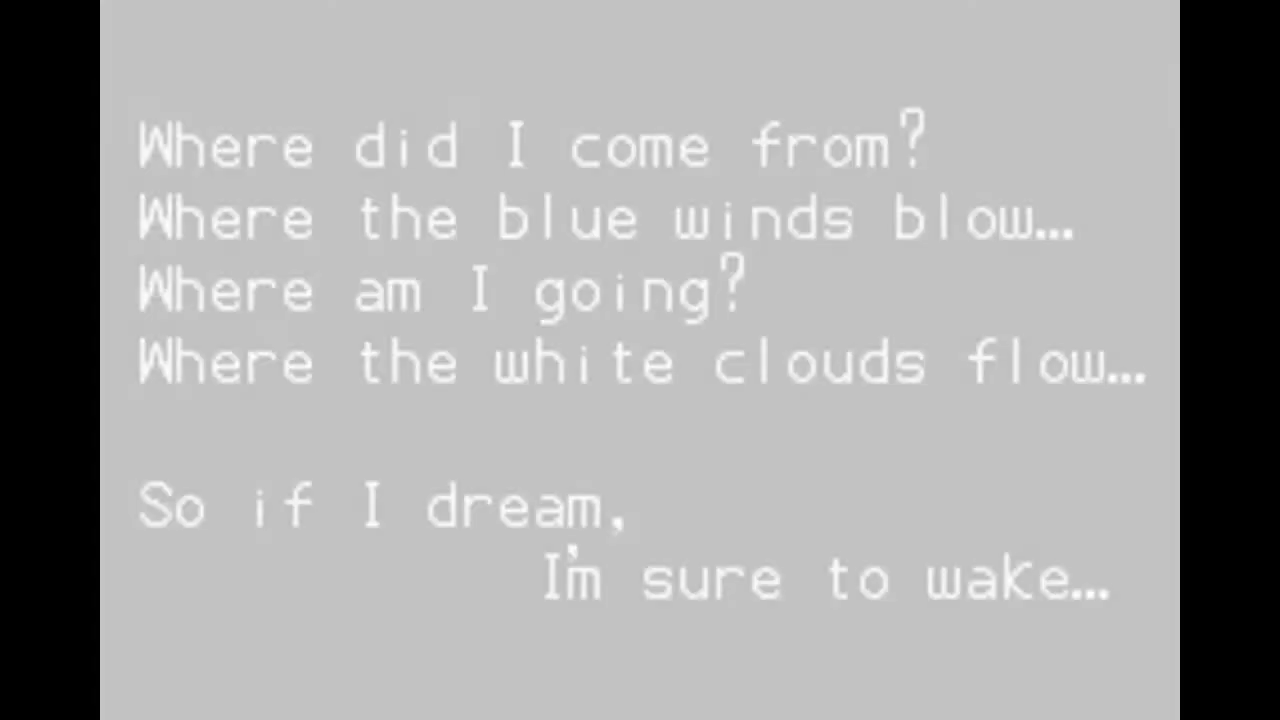 Where did I come from?
Where the blue winds blow...
Where am I going?
Where the white clouds flow...
So if I dream,
I'm sure to wake...